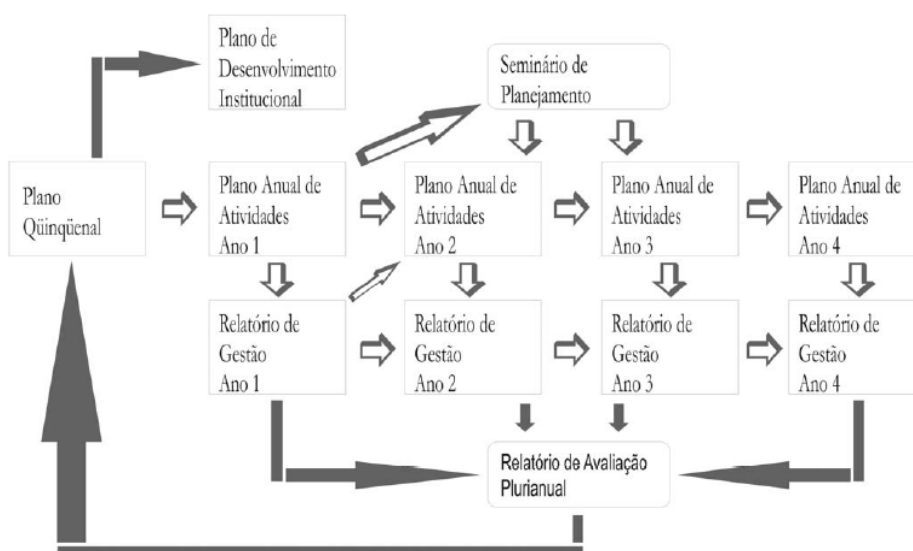 Plano de
Desenvolvimento
Institucional
Seminário de
Planejamento
Plano
Qüinqüenal
Plano Anual de
Atividades
Ano 1
Plano Anual de
Atividades
Ano 2
Plano Anual de
Atividades
Ano 3
Plano Anual de
Atividades
Ano 4
Relatório de
Gestão
Ano 1
Relatório de
Gestão
Ano 2
Relatório de
Gestão
Ano 3
Relatório de
Gestão
Ano 4
Relatório de Avaliação
Plurianual